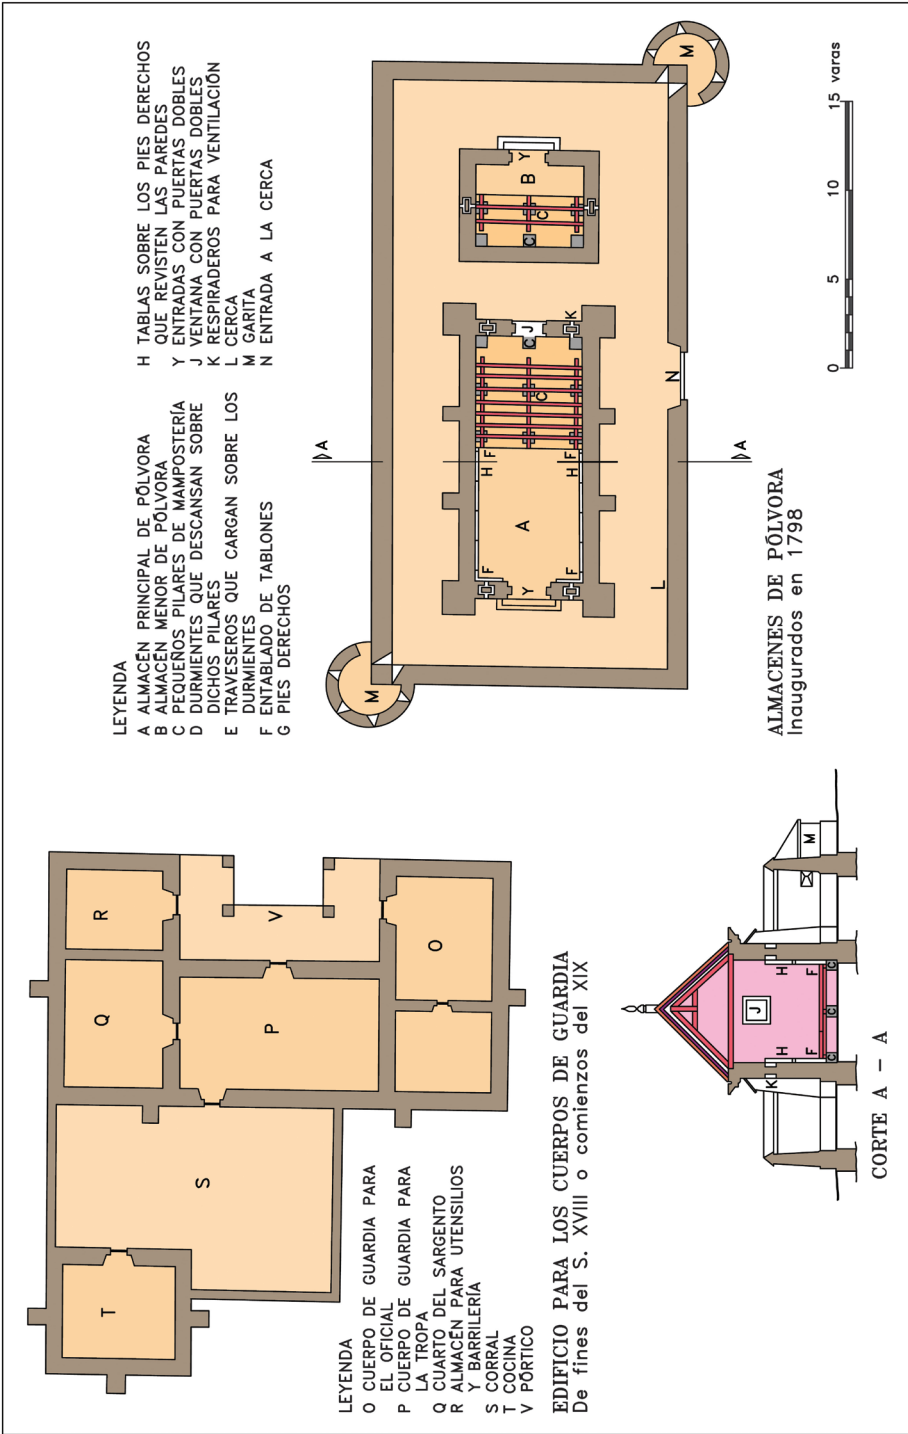 LEYENDA
O CUERPO DE GUARDIA PARA
EL OFICIAL
P CUERPO DE GUARDIA PARA
LA TROPA
Q CUARTO DEL SARGENTO
R ALMACÉN PARA UTENSILIOS
Y BARRILERÍA
S CORRAL
T COCINA
V PÓRTICO
EDIFICIO PARA LOS CUERPOS DE GUARDIA
De fines del S. XVIII o comienzos del XIX
T
S
Q
R
P
V
O
LEYENDA
A ALMACÉN PRINCIPAL DE PÓLVORA
B ALMACÉN MENOR DE PÓLVORA
C PEQUEÑOS PILARES DE MAMPOSTERÍA
D DURMIENTES QUE DESCANSAN SOBRE
DICHOS PILARES
E TRAVESEROS QUE CARGAN SOBRE LOS
DURMIENTES
F ENTABLADO DE TABLONES
G PIES DERECHOS
H TABLAS SOBRE LOS PIES DERECHOS
QUE REVISTEN LAS PAREDES
Y ENTRADAS CON PUERTAS DOBLES
J VENTANA CON PUERTAS DOBLES
K RESPIRADEROS PARA VENTILACIÓN
L CERCA
M GARITA
N ENTRADA A LA CERCA
A
M
Y
F
F
A
H F
H F
C
C
J
K
C
C
B
Y
M
L
N
A
ALMACENES DE PÓLVORA
Inaugurados en 1798
0 5 10 15 varas
K
H
J
H
F
F
C
C
C
M
CORTE A – A